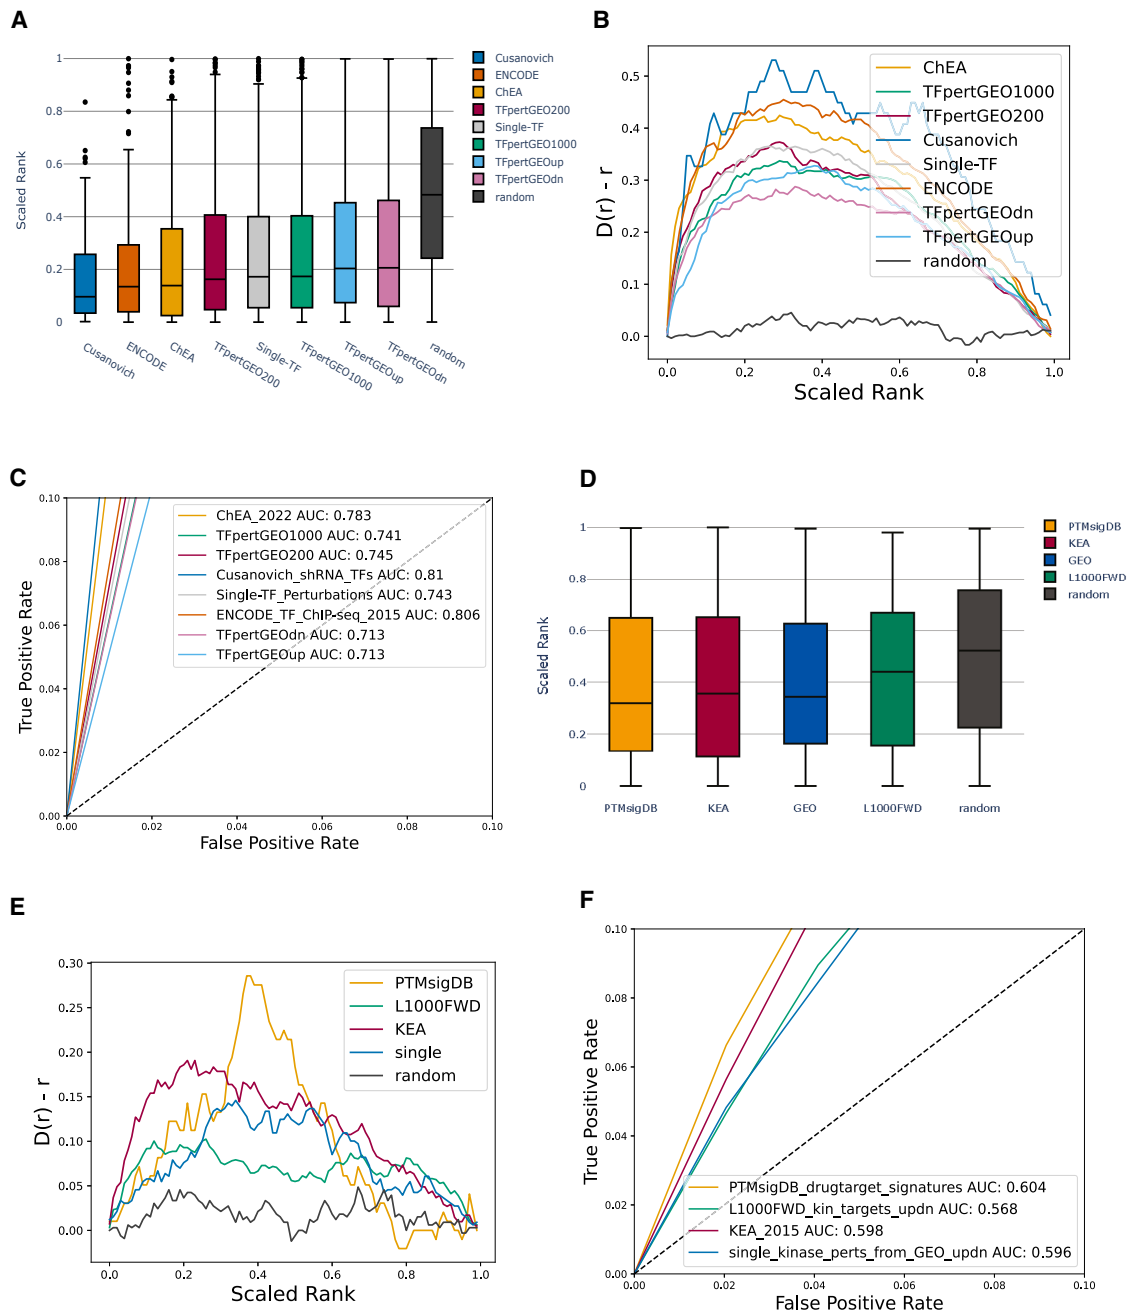 A
1
0.8
0.6
0.4
0.2
0
Scaled Rank
Cusanovich
ENCODE
ChEA
TFpertGEO200
Single-TF
TFpertGEO1000
TFpertGEOup
TFpertGEOdn
random
Cusanovich
ENCODE
ChEA
TFpertGEO200
Single-TF
TFpertGEO1000
TFpertGEOup
TFpertGEOdn
random
B
0.5
0.4
0.3
0.2
0.1
0.0
D(r) - r
ChEA
TFpertGEO1000
TFpertGEO200
Cusanovich
Single-TF
ENCODE
TFpertGEOdn
TFpertGEOup
random
0.0 0.2 0.4 0.6 0.8 1.0
Scaled Rank
C
0.10
0.08
0.06
0.04
0.02
0.00
True Positive Rate
ChEA_2022 AUC: 0.783
TFpertGEO1000 AUC: 0.741
TFpertGEO200 AUC: 0.745
Cusanovich_shRNA_TFs AUC: 0.81
Single-TF_Perturbations AUC: 0.743
ENCODE_TF_ChIP-seq_2015 AUC: 0.806
TFpertGEOdn AUC: 0.713
TFpertGEOup AUC: 0.713
0.00 0.02 0.04 0.06 0.08 0.10
False Positive Rate
D
1
0.8
0.6
0.4
0.2
0
Scaled Rank
PTMsigDB
KEA
GEO
L1000FWD
random
PTMsigDB KEA GEO L1000FWD random
E
0.30
0.25
0.20
0.15
0.10
0.05
0.00
D(r) - r
PTMsigDB
L1000FWD
KEA
single
random
0.0 0.2 0.4 0.6 0.8 1.0
Scaled Rank
F
0.10
0.08
0.06
0.04
0.02
0.00
True Positive Rate
PTMsigDB_drugtarget_signatures AUC: 0.604
L1000FWD_kin_targets_updn AUC: 0.568
KEA_2015 AUC: 0.598
single_kinase_perts_from_GEO_updn AUC: 0.596
0.00 0.02 0.04 0.06 0.08 0.10
False Positive Rate